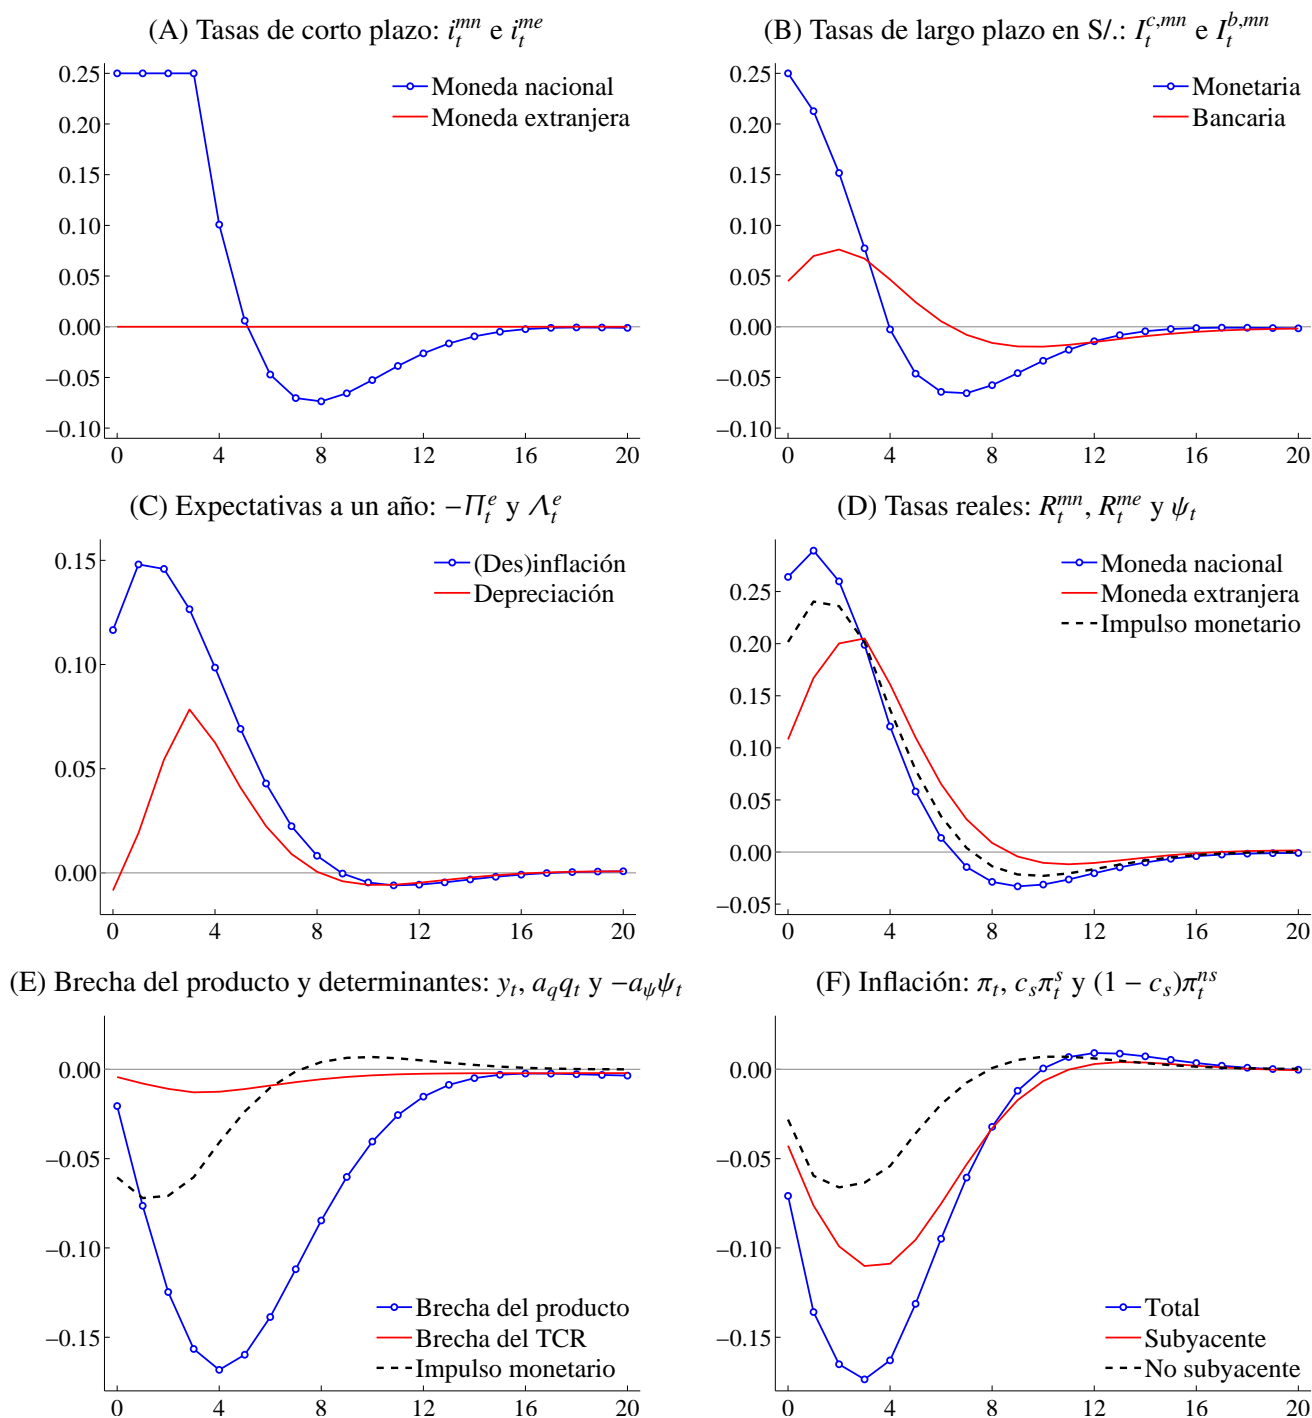 (A) Tasas de corto plazo: i_t^{mn} e i_t^{me}
0.25
0.20
0.15
0.10
0.05
0.00
−0.05
−0.10
0 4 8 12 16 20
Moneda nacional
Moneda extranjera
(B) Tasas de largo plazo en S/.: I_t^{c,mn} e I_t^{b,mn}
0.25
0.20
0.15
0.10
0.05
0.00
−0.05
−0.10
0 4 8 12 16 20
Monetaria
Bancaria
(C) Expectativas a un año: −Π_t^e y Λ_t^e
0.15
0.10
0.05
0.00
0 4 8 12 16 20
(Des)inflación
Depreciación
(D) Tasas reales: R_t^{mn}, R_t^{me} y ψ_t
0.25
0.20
0.15
0.10
0.05
0.00
−0.05
0 4 8 12 16 20
Moneda nacional
Moneda extranjera
Impulso monetario
(E) Brecha del producto y determinantes: y_t, a_q q_t y −a_ψ ψ_t
0.00
−0.05
−0.10
−0.15
0 4 8 12 16 20
Brecha del producto
Brecha del TCR
Impulso monetario
(F) Inflación: π_t, c_s π_t^s y (1 − c_s)π_t^{ns}
0.00
−0.05
−0.10
−0.15
0 4 8 12 16 20
Total
Subyacente
No subyacente